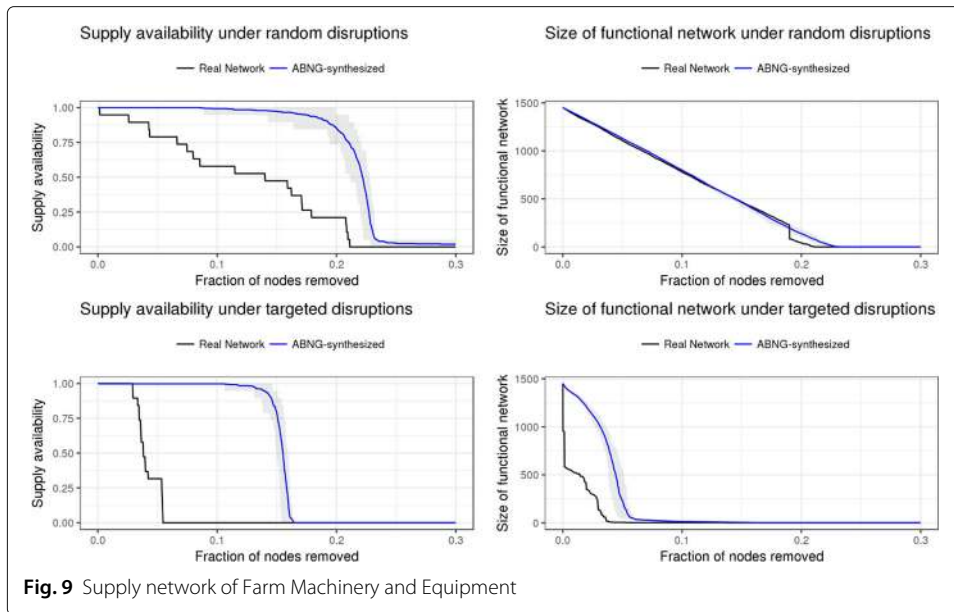 Supply availability under random disruptions
Real Network ABNG-synthesized
1.00
0.75
0.50
0.25
0.00
Supply availability
0.0 0.1 0.2 0.3
Fraction of nodes removed
Size of functional network under random disruptions
Real Network ABNG-synthesized
1500
1000
500
0
Size of functional network
0.0 0.1 0.2 0.3
Fraction of nodes removed
Supply availability under targeted disruptions
Real Network ABNG-synthesized
1.00
0.75
0.50
0.25
0.00
Supply availability
0.0 0.1 0.2 0.3
Fraction of nodes removed
Size of functional network under targeted disruptions
Real Network ABNG-synthesized
1500
1000
500
0
Size of functional network
0.0 0.1 0.2 0.3
Fraction of nodes removed
Fig. 9 Supply network of Farm Machinery and Equipment